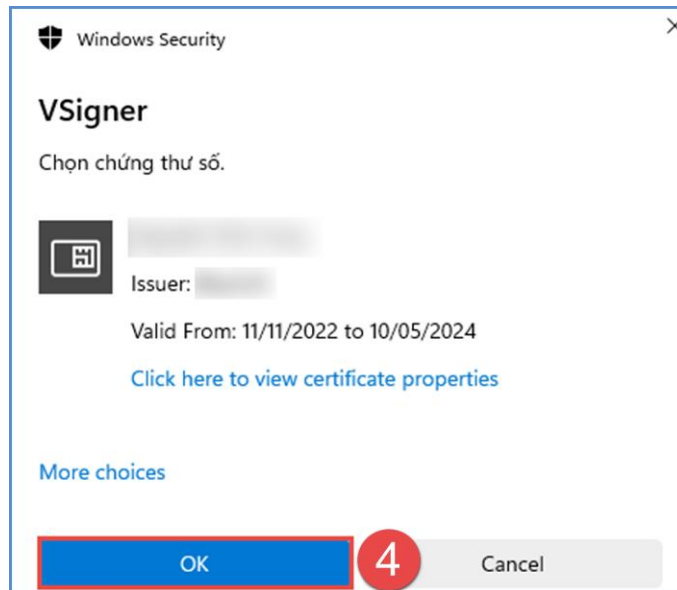 Windows Security
VSigner
Chọn chứng thư số.
Issuer:
Valid From: 11/11/2022 to 10/05/2024
Click here to view certificate properties
More choices
OK
4
Cancel